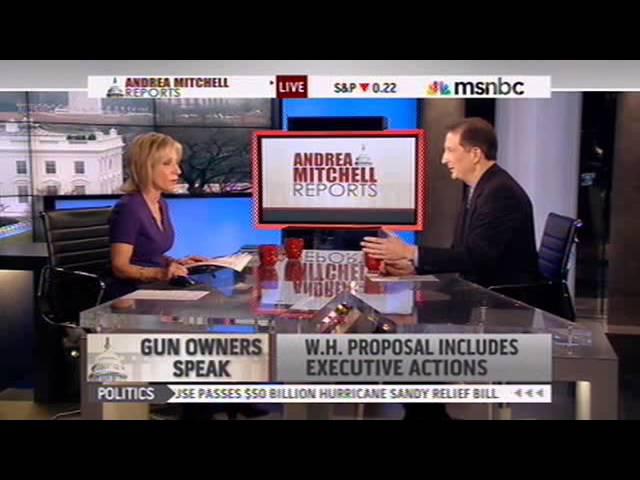 ANDREA MITCHELL
REPORTS
LIVE
S&P 0.22
msnbc
ANDREA
MITCHELL
REPORTS
GUN OWNERS
SPEAK
W.H. PROPOSAL INCLUDES
EXECUTIVE ACTIONS
POLITICS
USE PASSES $50 BILLION HURRICANE SANDY RELIEF BILL